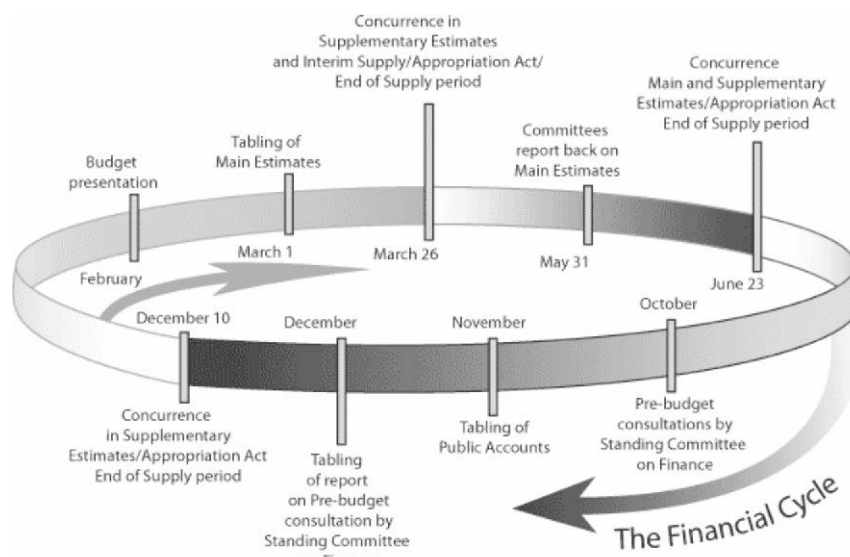 Concurrence in
Supplementary Estimates
and Interim Supply/Appropriation Act/
End of Supply period
Concurrence
Main and Supplementary
Estimates/Appropriation Act
End of Supply period
Tabling of
Main Estimates
Committees
report back on
Main Estimates
Budget
presentation
February
March 1
March 26
May 31
June 23
December 10
December
November
October
Concurrence
in Supplementary
Estimates/Appropriation Act
End of Supply period
Tabling
of report
on Pre-budget
consultation by
Standing Committee
Tabling of
Public Accounts
Pre-budget
consultations by
Standing Committee
on Finance
The Financial Cycle